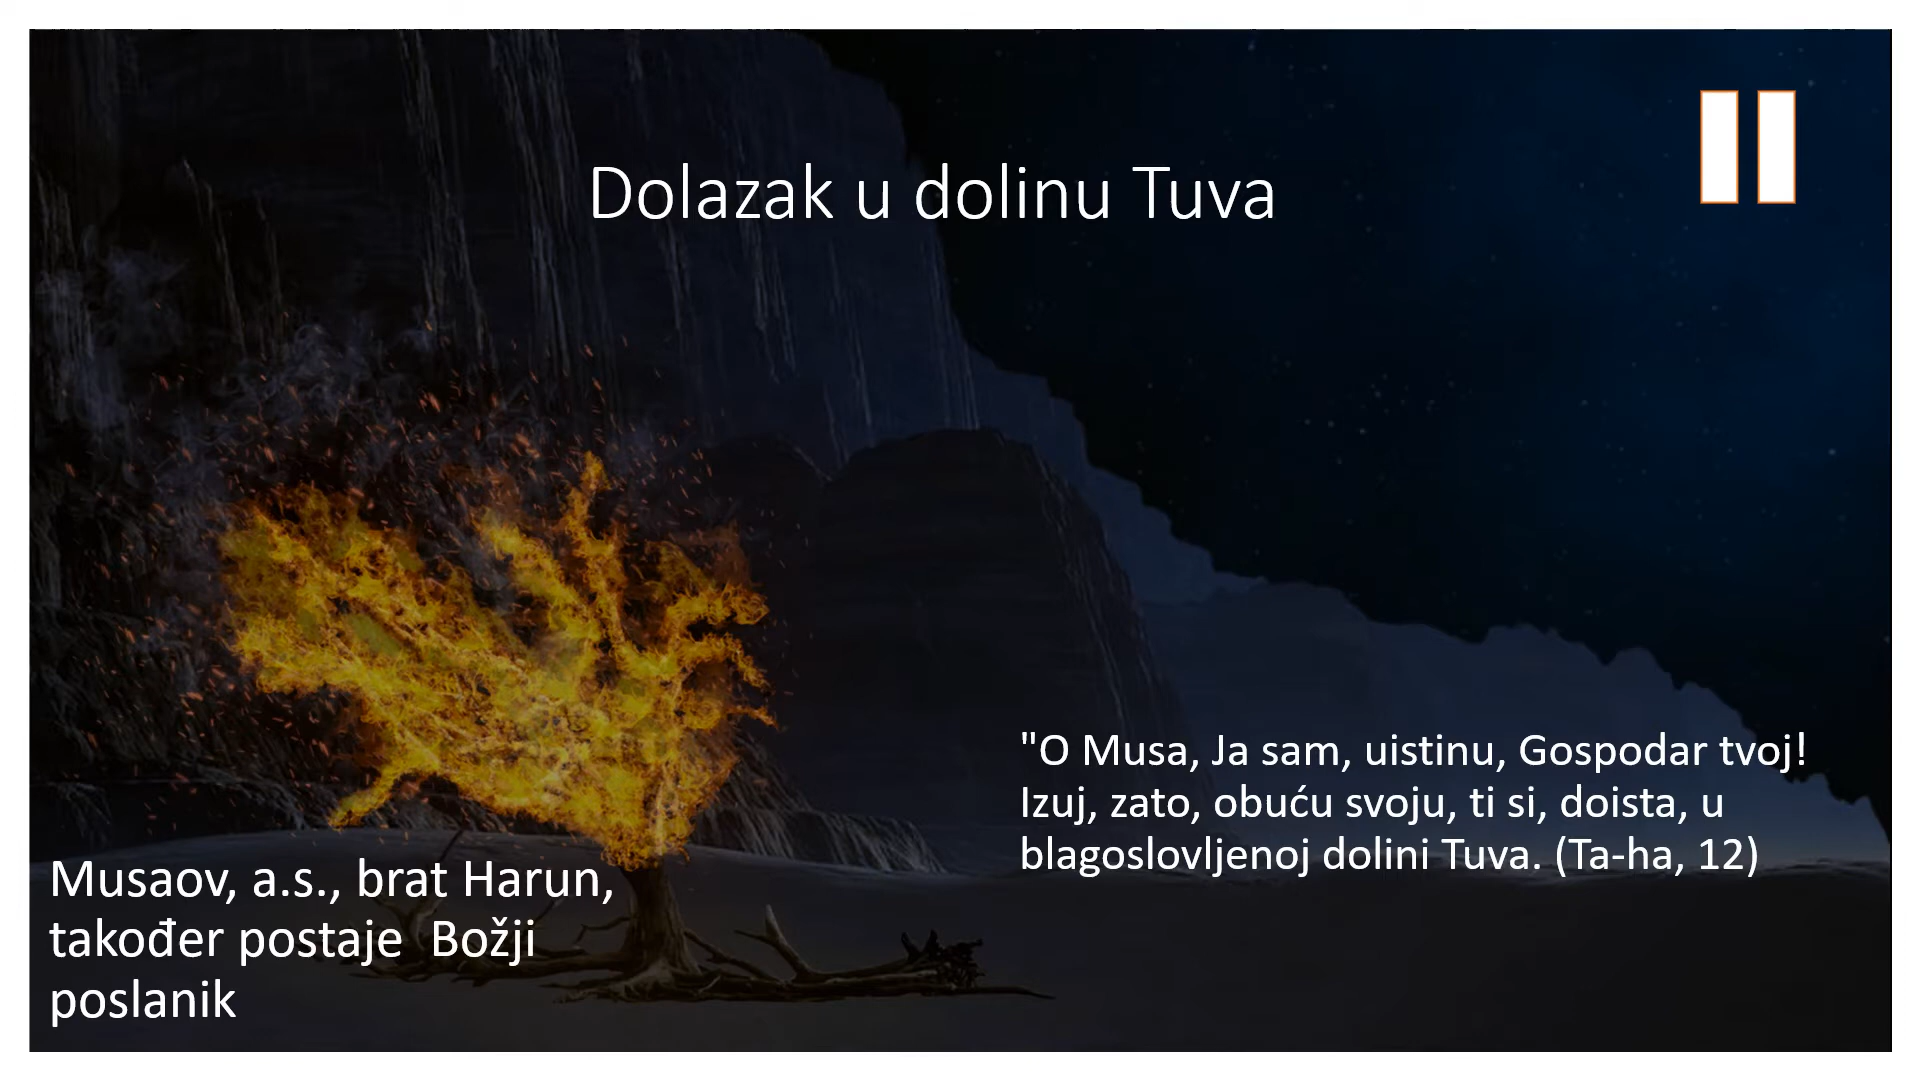 Dolazak u dolinu Tuva
"O Musa, Ja sam, uistinu, Gospodar tvoj!
Izuj, zato, obuću svoju, ti si, doista, u
blagoslovljenoj dolini Tuva. (Ta-ha, 12)
Musaov, a.s., brat Harun,
također postaje  Božji
poslanik